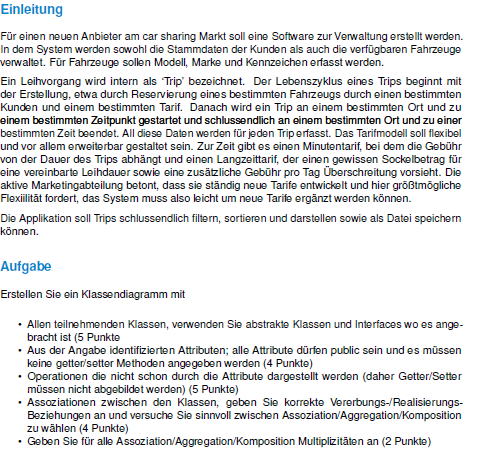 Einleitung
Für einen neuen Anbieter am car sharing Markt soll eine Software zur Verwaltung erstellt werden.
In dem System werden sowohl die Stammdaten der Kunden als auch die verfügbaren Fahrzeuge
verwaltet. Für Fahrzeuge sollen Modell, Marke und Kennzeichen erfasst werden.
Ein Leihvorgang wird intern als ‘Trip’ bezeichnet. Der Lebenszyklus eines Trips beginnt mit
der Erstellung, etwa durch Reservierung eines bestimmten Fahrzeugs durch einen bestimmten
Kunden und einem bestimmten Tarif. Danach wird ein Trip an einem bestimmten Ort und zu
einem bestimmten Zeitpunkt gestartet und schlussendlich an einem bestimmten Ort und zu einer
bestimmten Zeit beendet. All diese Daten werden für jeden Trip erfasst. Das Tarifmodell soll flexibel
und vor allem erweiterbar gestaltet sein. Zur Zeit gibt es einen Minutentarif, bei dem die Gebühr
von der Dauer des Trips abhängt und einen Langzeittarif, der einen gewissen Sockelbetrag für
eine vereinbarte Leihdauer sowie eine zusätzliche Gebühr pro Tag Überschreitung vorsieht. Die
aktive Marketingabteilung betont, dass sie ständig neue Tarife entwickelt und hier größtmögliche
Flexiilität fordert, das System muss also leicht um neue Tarife ergänzt werden können.
Die Applikation soll Trips schlussendlich filtern, sortieren und darstellen sowie als Datei speichern
können.
Aufgabe
Erstellen Sie ein Klassendiagramm mit
• Allen teilnehmenden Klassen, verwenden Sie abstrakte Klassen und Interfaces wo es ange-
bracht ist (5 Punkte
• Aus der Angabe identifizierten Attributen; alle Attribute dürfen public sein und es müssen
keine getter/setter Methoden angegeben werden (4 Punkte)
• Operationen die nicht schon durch die Attribute dargestellt werden (daher Getter/Setter
müssen nicht abgebildet werden) (5 Punkte)
• Assoziationen zwischen den Klassen, geben Sie korrekte Vererbungs-/Realisierungs-
Beziehungen an und versuche Sie sinnvoll zwischen Assoziation/Aggregation/Komposition
zu wählen (4 Punkte)
• Geben Sie für alle Assoziation/Aggregation/Komposition Multiplizitäten an (2 Punkte)